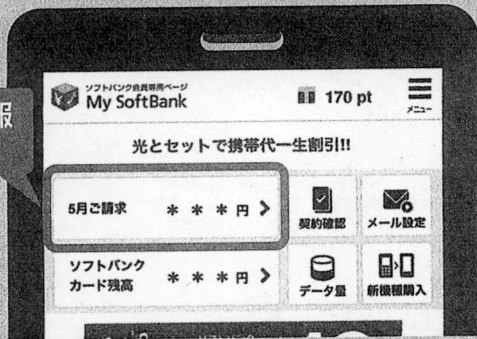 報
ソフトバンク会員専用ページ
My SoftBank
170 pt
メニュー
光とセットで携帯代一生割引!!
5月ご請求 ＊ ＊ ＊ 円
契約確認
メール設定
ソフトバンク
カード残高 ＊ ＊ ＊ 円
データ量
新機種購入